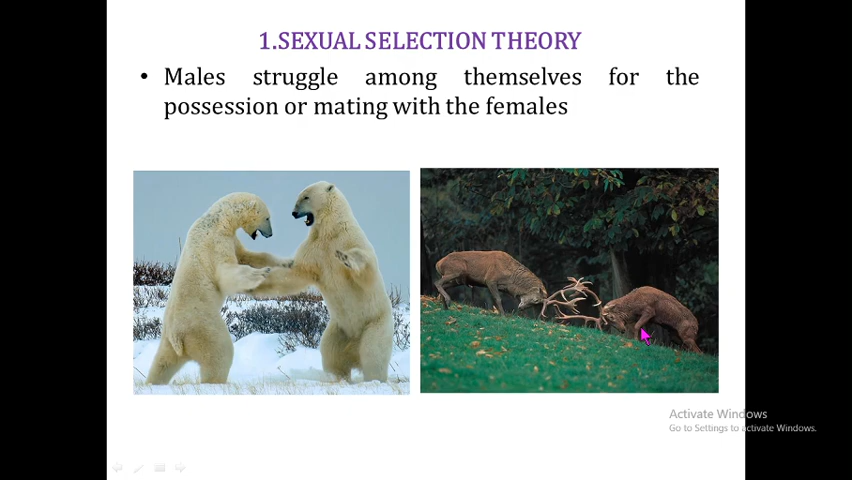 1.SEXUAL SELECTION THEORY
• Males struggle among themselves for the
possession or mating with the females
Activate Windows
Go to Settings to activate Windows.